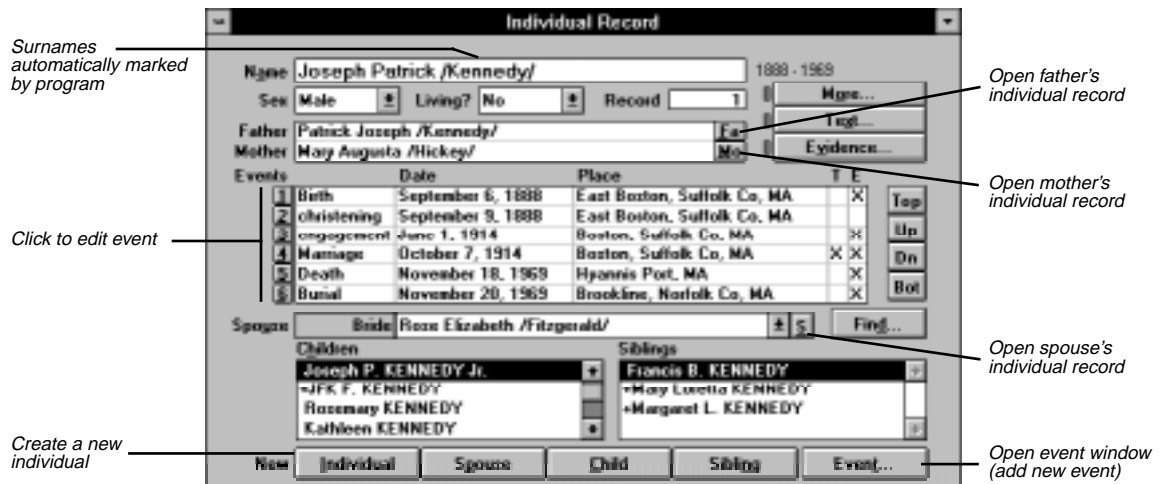 Individual Record
Surnames
automatically marked
by program
Name Joseph Patrick /Kennedy/ 1888 - 1969
Sex Male Living? No Record 1 More...
Text...
Father Patrick Joseph /Kennedy/ Fa
Mother Mary Augusta /Hickey/ Mo Evidence...
Open father's
individual record
Open mother's
individual record
Events Date Place T E
1 Birth September 6, 1888 East Boston, Suffolk Co, MA X Top
2 christening September 9, 1888 East Boston, Suffolk Co, MA Up
3 engagement June 1, 1914 Boston, Suffolk Co, MA X
4 Marriage October 7, 1914 Boston, Suffolk Co, MA X X Dn
5 Death November 18, 1969 Hyannis Port, MA X
6 Burial November 20, 1969 Brookline, Norfolk Co, MA X Bot
Click to edit event
Spouse Bride Rose Elizabeth /Fitzgerald/ S Find...
Open spouse's
individual record
Children Siblings
Joseph P. KENNEDY Jr. Francis B. KENNEDY
+JFK F. KENNEDY +Mary Loretta KENNEDY
Rosemary KENNEDY +Margaret L. KENNEDY
Kathleen KENNEDY
Create a new
individual
New Individual Spouse Child Sibling Event...
Open event window
(add new event)